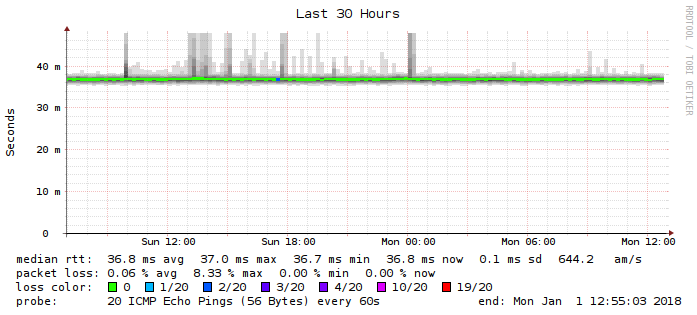 Last 30 Hours
RRDTOOL / TOBI OETIKER
Seconds
40 m
30 m
20 m
10 m
0
Sun 12:00 Sun 18:00 Mon 00:00 Mon 06:00 Mon 12:00
median rtt: 36.8 ms avg 37.0 ms max 36.7 ms min 36.8 ms now 0.1 ms sd 644.2 am/s
packet loss: 0.06 % avg 8.33 % max 0.00 % min 0.00 % now
loss color: 0 1/20 2/20 3/20 4/20 10/20 19/20
probe: 20 ICMP Echo Pings (56 Bytes) every 60s end: Mon Jan 1 12:55:03 2018